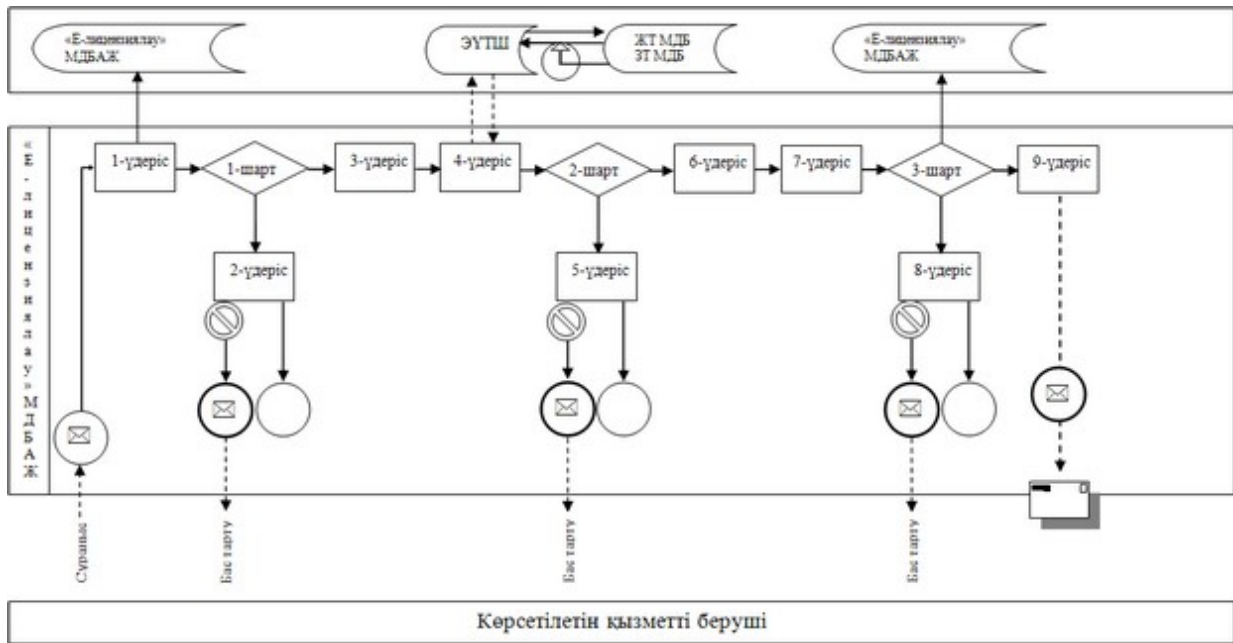 «Е-лицензиялау»
МДБАЖ
ЭҮТШ
ЖТ МДБ
ЗТ МДБ
«Е-лицензиялау»
МДБАЖ
«Е-лицензиялау» МДБАЖ
1-үдеріс
1-шарт
3-үдеріс
4-үдеріс
2-шарт
6-үдеріс
7-үдеріс
3-шарт
9-үдеріс
2-үдеріс
5-үдеріс
8-үдеріс
Сұраныс
Бас тарту
Бас тарту
Бас тарту
Көрсетілетін қызметті беруші